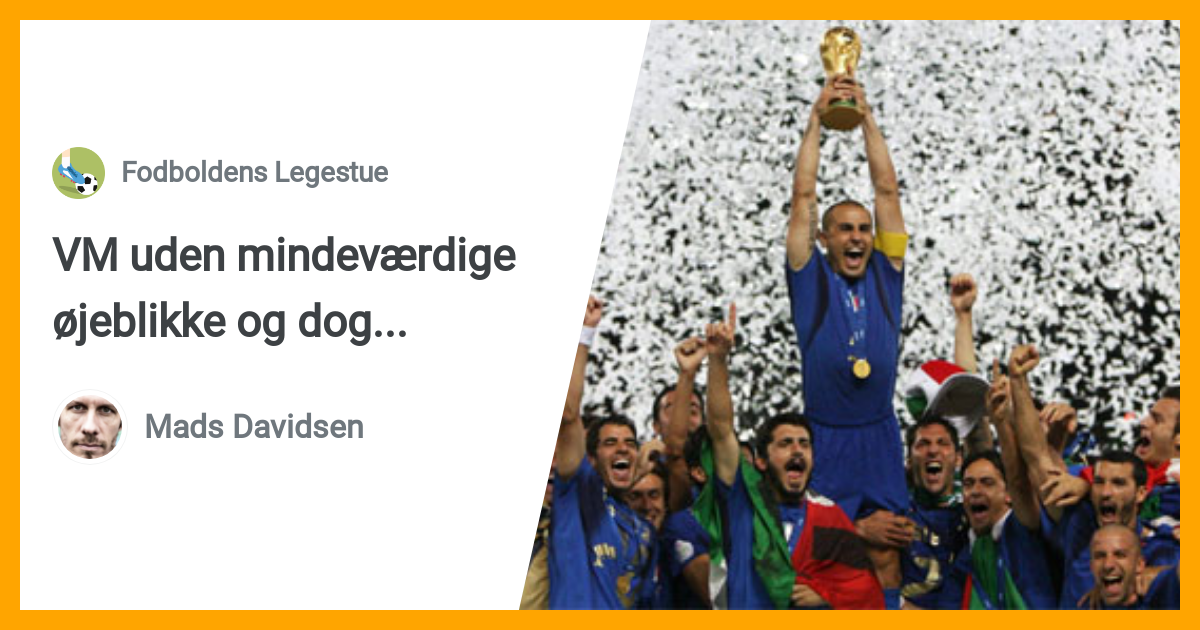 Fodboldens Legestue
VM uden mindeværdige
øjeblikke og dog...
Mads Davidsen